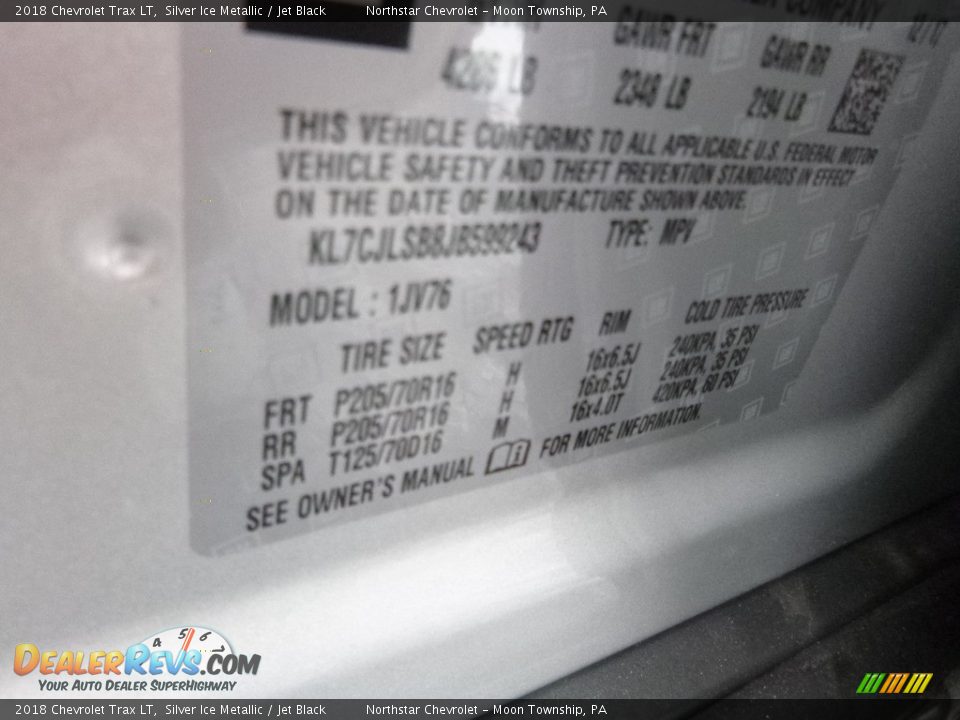 2018 Chevrolet Trax LT, Silver Ice Metallic / Jet Black Northstar Chevrolet - Moon Township, PA
GAWR FRT GAWR RR
LB 2348 LB 2194 LB
THIS VEHICLE CONFORMS TO ALL APPLICABLE U.S. FEDERAL MOTOR
VEHICLE SAFETY AND THEFT PREVENTION STANDARDS IN EFFECT
ON THE DATE OF MANUFACTURE SHOWN ABOVE.
KL7CJLSB8JB599243 TYPE: MPV
MODEL : 1JV76
TIRE SIZE SPEED RTG RIM COLD TIRE PRESSURE
FRT P205/70R16 H 16x6.5J 240KPA, 35 PSI
RR P205/70R16 H 16x6.5J 240KPA, 35 PSI
SPA T125/70D16 M 16x4.0T 420KPA, 60 PSI
SEE OWNER'S MANUAL FOR MORE INFORMATION.
4 5 6
DEALERREVS.COM
YOUR AUTO DEALER SUPERHIGHWAY
2018 Chevrolet Trax LT, Silver Ice Metallic / Jet Black Northstar Chevrolet - Moon Township, PA